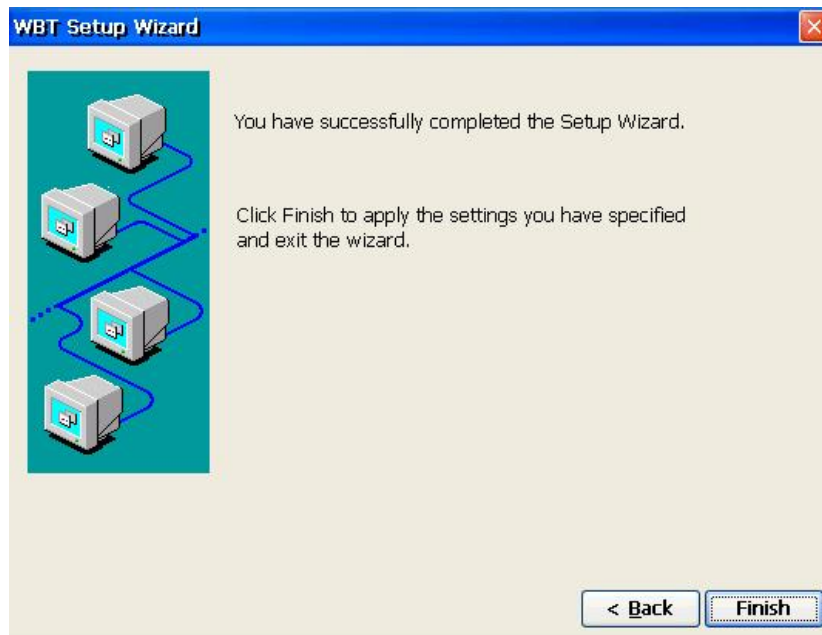 WBT Setup Wizard
You have successfully completed the Setup Wizard.
Click Finish to apply the settings you have specified
and exit the wizard.
< Back
Finish